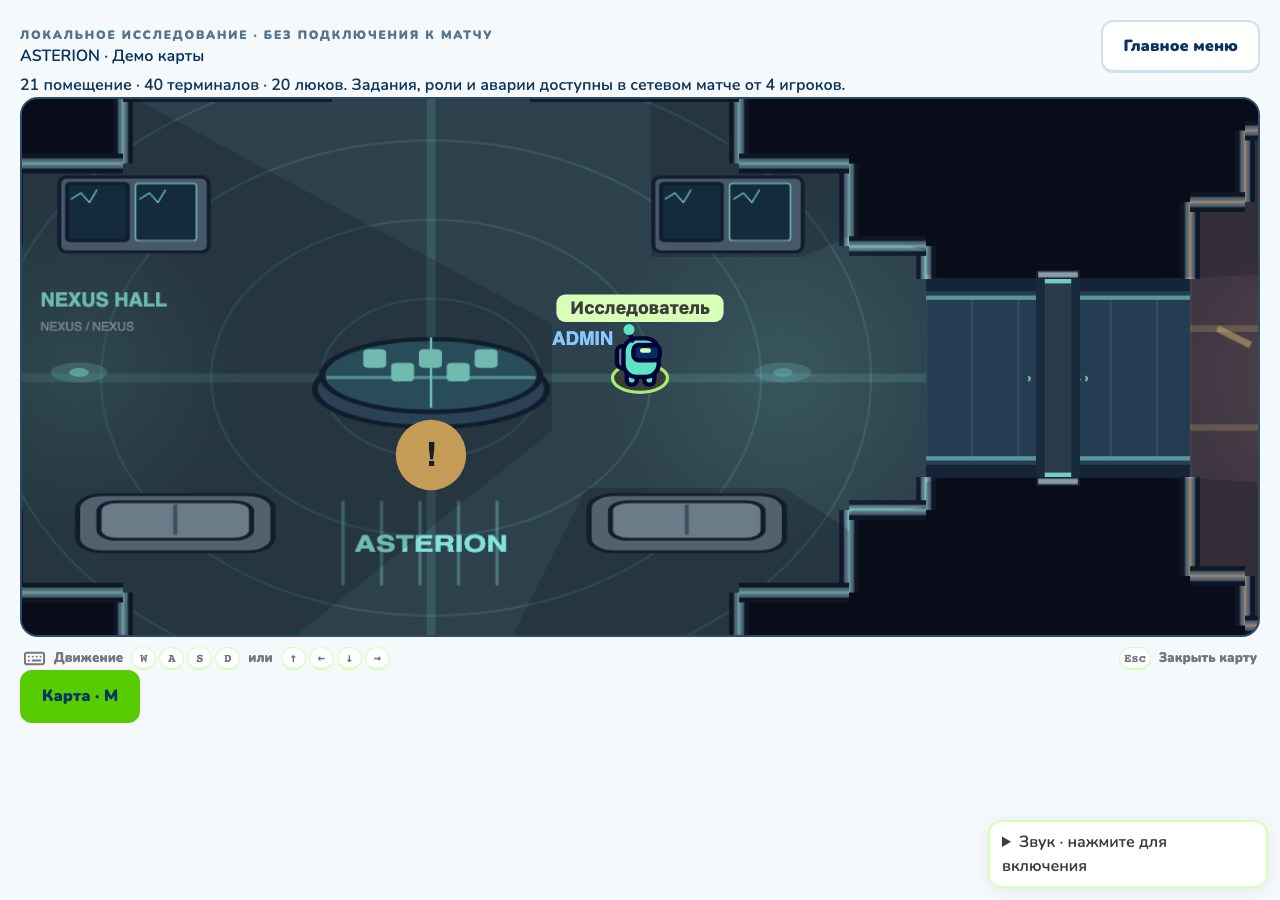 ЛОКАЛЬНОЕ ИССЛЕДОВАНИЕ · БЕЗ ПОДКЛЮЧЕНИЯ К МАТЧУ
ASTERION · Демо карты
Главное меню
21 помещение · 40 терминалов · 20 люков. Задания, роли и аварии доступны в сетевом матче от 4 игроков.
NEXUS HALL
NEXUS / NEXUS
Исследователь
ADMIN
!
ASTERION
Движение W A S D или ↑ ← ↓ →
Esc Закрыть карту
Карта · M
▶ Звук · нажмите для
включения